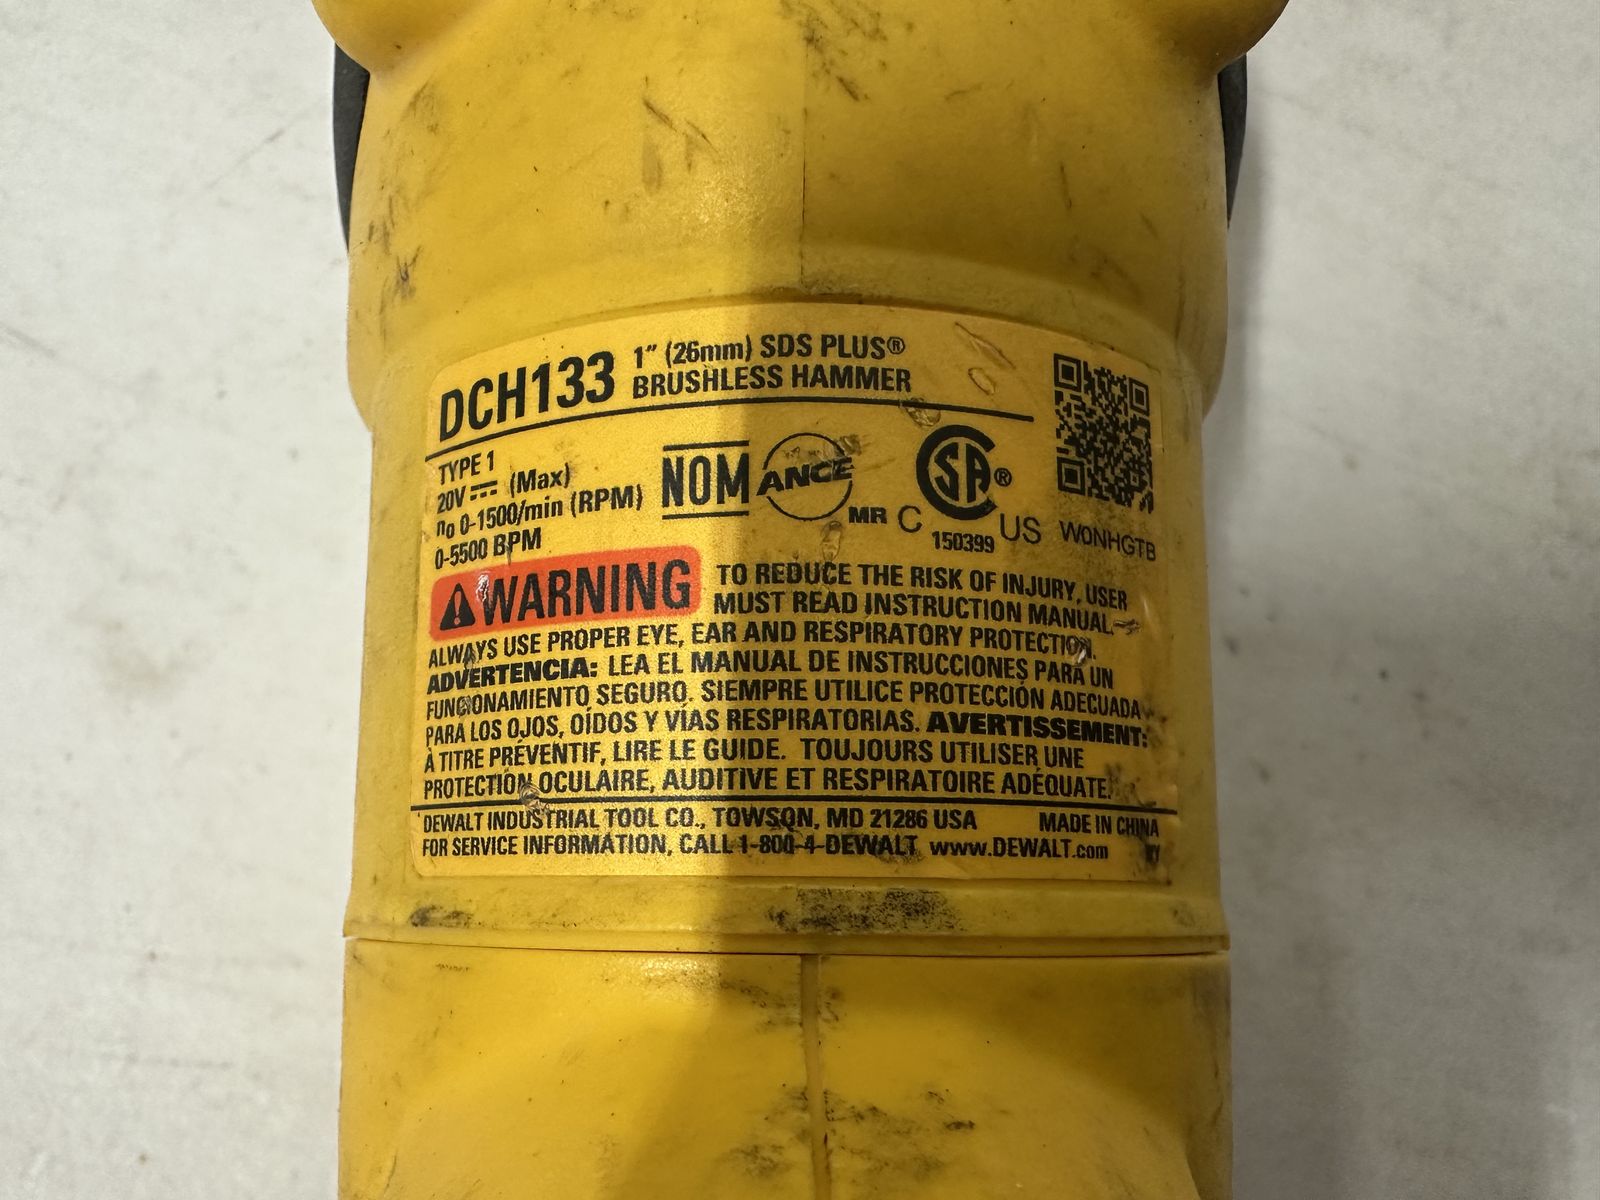 DCH133 1" (26mm) SDS PLUS®
BRUSHLESS HAMMER
TYPE 1
20V ⎓ (Max)
n₀ 0-1500/min (RPM)
0-5500 BPM
NOM ANCE MR C SA® US
150399
W0NHGTB
⚠WARNING TO REDUCE THE RISK OF INJURY, USER
MUST READ INSTRUCTION MANUAL.
ALWAYS USE PROPER EYE, EAR AND RESPIRATORY PROTECTION.
ADVERTENCIA: LEA EL MANUAL DE INSTRUCCIONES PARA UN
FUNCIONAMIENTO SEGURO. SIEMPRE UTILICE PROTECCIÓN ADECUADA
PARA LOS OJOS, OÍDOS Y VÍAS RESPIRATORIAS. AVERTISSEMENT:
À TITRE PRÉVENTIF, LIRE LE GUIDE. TOUJOURS UTILISER UNE
PROTECTION OCULAIRE, AUDITIVE ET RESPIRATOIRE ADÉQUATE.
DEWALT INDUSTRIAL TOOL CO., TOWSON, MD 21286 USA MADE IN CHINA
FOR SERVICE INFORMATION, CALL 1-800-4-DEWALT www.DEWALT.com